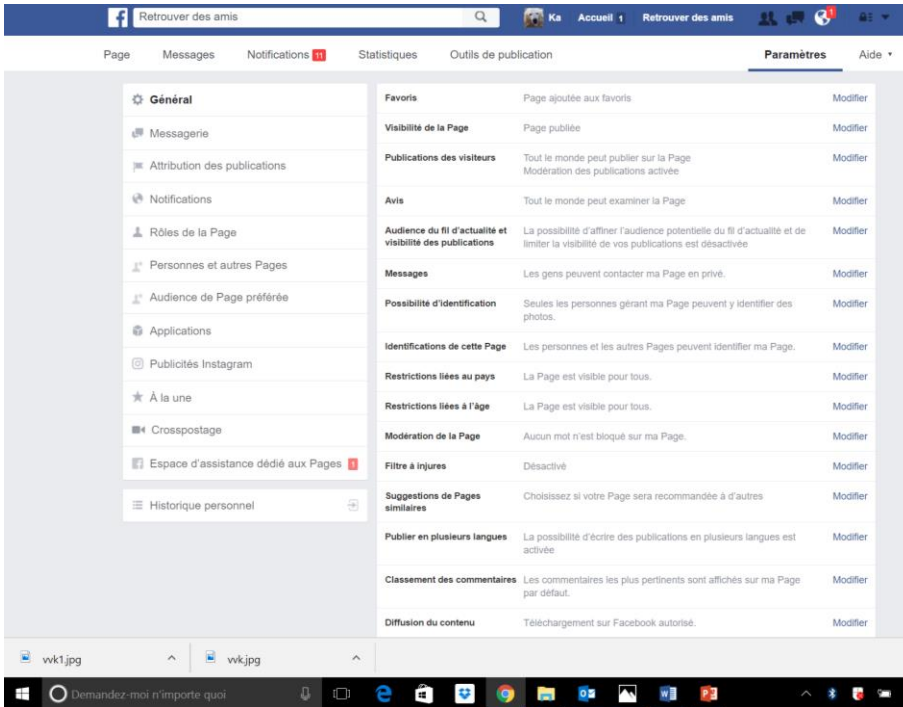 Retrouver des amis
Ka Accueil 1 Retrouver des amis 1
Page Messages Notifications 11 Statistiques Outils de publication Paramètres Aide
Général
Messagerie
Attribution des publications
Notifications
Rôles de la Page
Personnes et autres Pages
Audience de Page préférée
Applications
Publicités Instagram
À la une
Crosspostage
Espace d'assistance dédié aux Pages 1
Historique personnel
Favoris Page ajoutée aux favoris Modifier
Visibilité de la Page Page publiée Modifier
Publications des visiteurs Tout le monde peut publier sur la Page Modifier
Modération des publications activée
Avis Tout le monde peut examiner la Page Modifier
Audience du fil d'actualité et La possibilité d'affiner l'audience potentielle du fil d'actualité et de Modifier
visibilité des publications limiter la visibilité de vos publications est désactivée
Messages Les gens peuvent contacter ma Page en privé. Modifier
Possibilité d'identification Seules les personnes gérant ma Page peuvent y identifier des Modifier
photos.
Identifications de cette Page Les personnes et les autres Pages peuvent identifier ma Page. Modifier
Restrictions liées au pays La Page est visible pour tous. Modifier
Restrictions liées à l'âge La Page est visible pour tous. Modifier
Modération de la Page Aucun mot n'est bloqué sur ma Page. Modifier
Filtre à injures Désactivé Modifier
Suggestions de Pages Choisissez si votre Page sera recommandée à d'autres Modifier
similaires
Publier en plusieurs langues La possibilité d'écrire des publications en plusieurs langues est Modifier
activée
Classement des commentaires Les commentaires les plus pertinents sont affichés sur ma Page Modifier
par défaut.
Diffusion du contenu Téléchargement sur Facebook autorisé. Modifier
vvk1.jpg vvk.jpg
Demandez-moi n'importe quoi